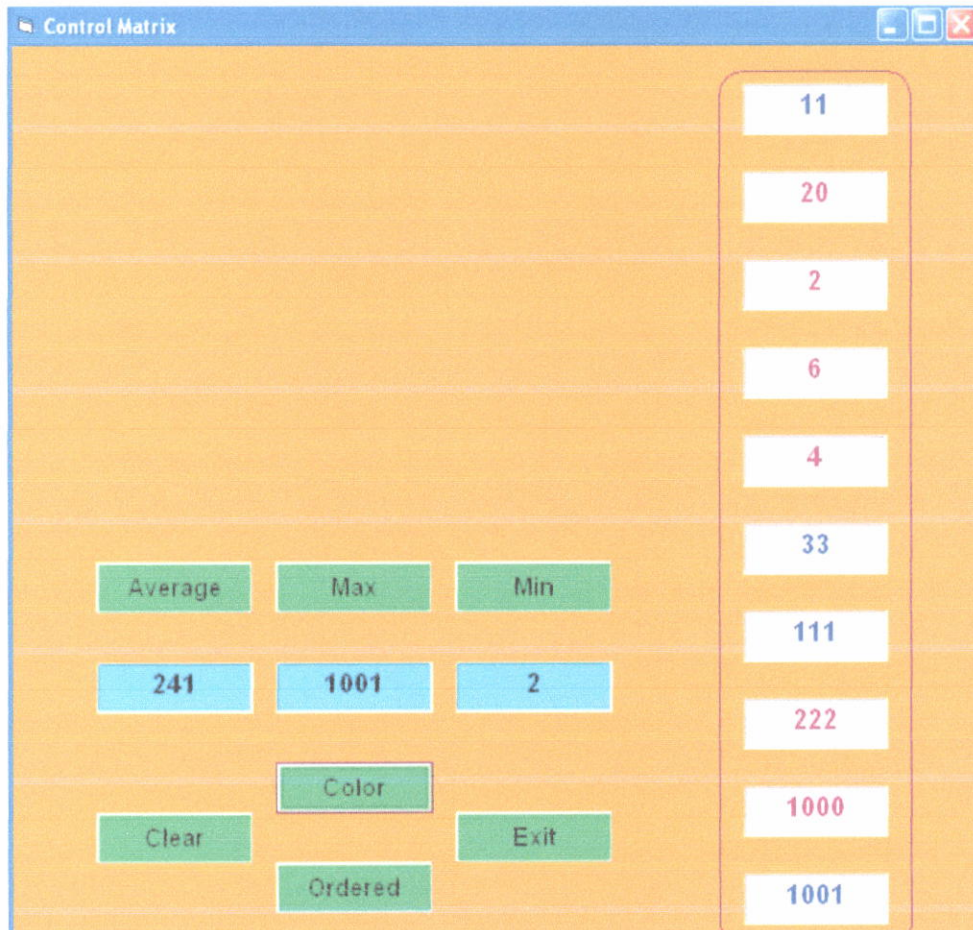 Control Matrix
11
20
2
6
4
33
Average Max Min
111
241 1001 2
222
Color
1000
Clear Exit
Ordered
1001